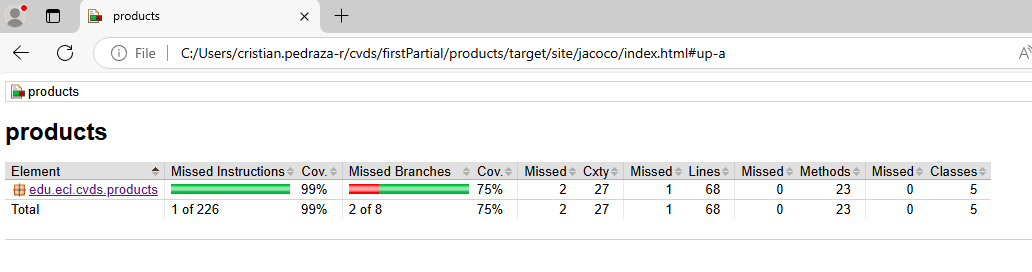 products
File C:/Users/cristian.pedraza-r/cvds/firstPartial/products/target/site/jacoco/index.html#up-a A
products
products
Element Missed Instructions Cov. Missed Branches Cov. Missed Cxty Missed Lines Missed Methods Missed Classes
edu.eci.cvds.products 99% 75% 2 27 1 68 0 23 0 5
Total 1 of 226 99% 2 of 8 75% 2 27 1 68 0 23 0 5